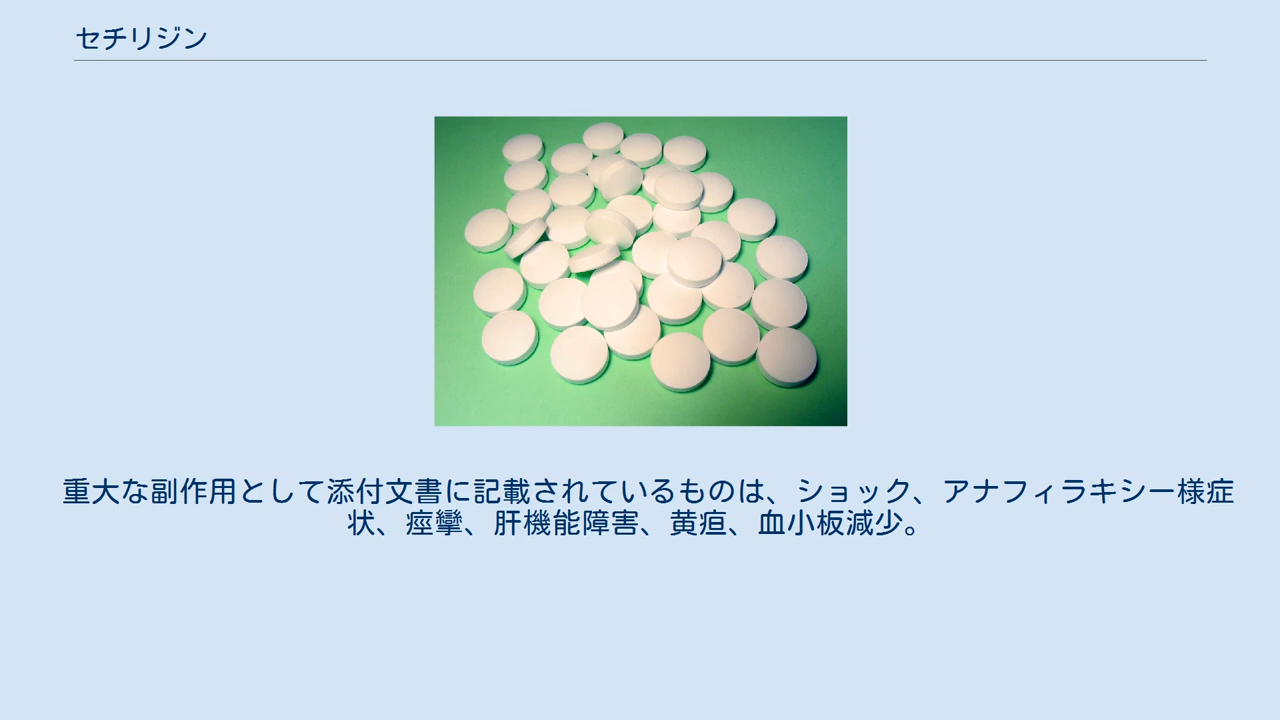 セチリジン
重大な副作用として添付文書に記載されているものは、ショック、アナフィラキシー様症
状、痙攣、肝機能障害、黄疸、血小板減少。